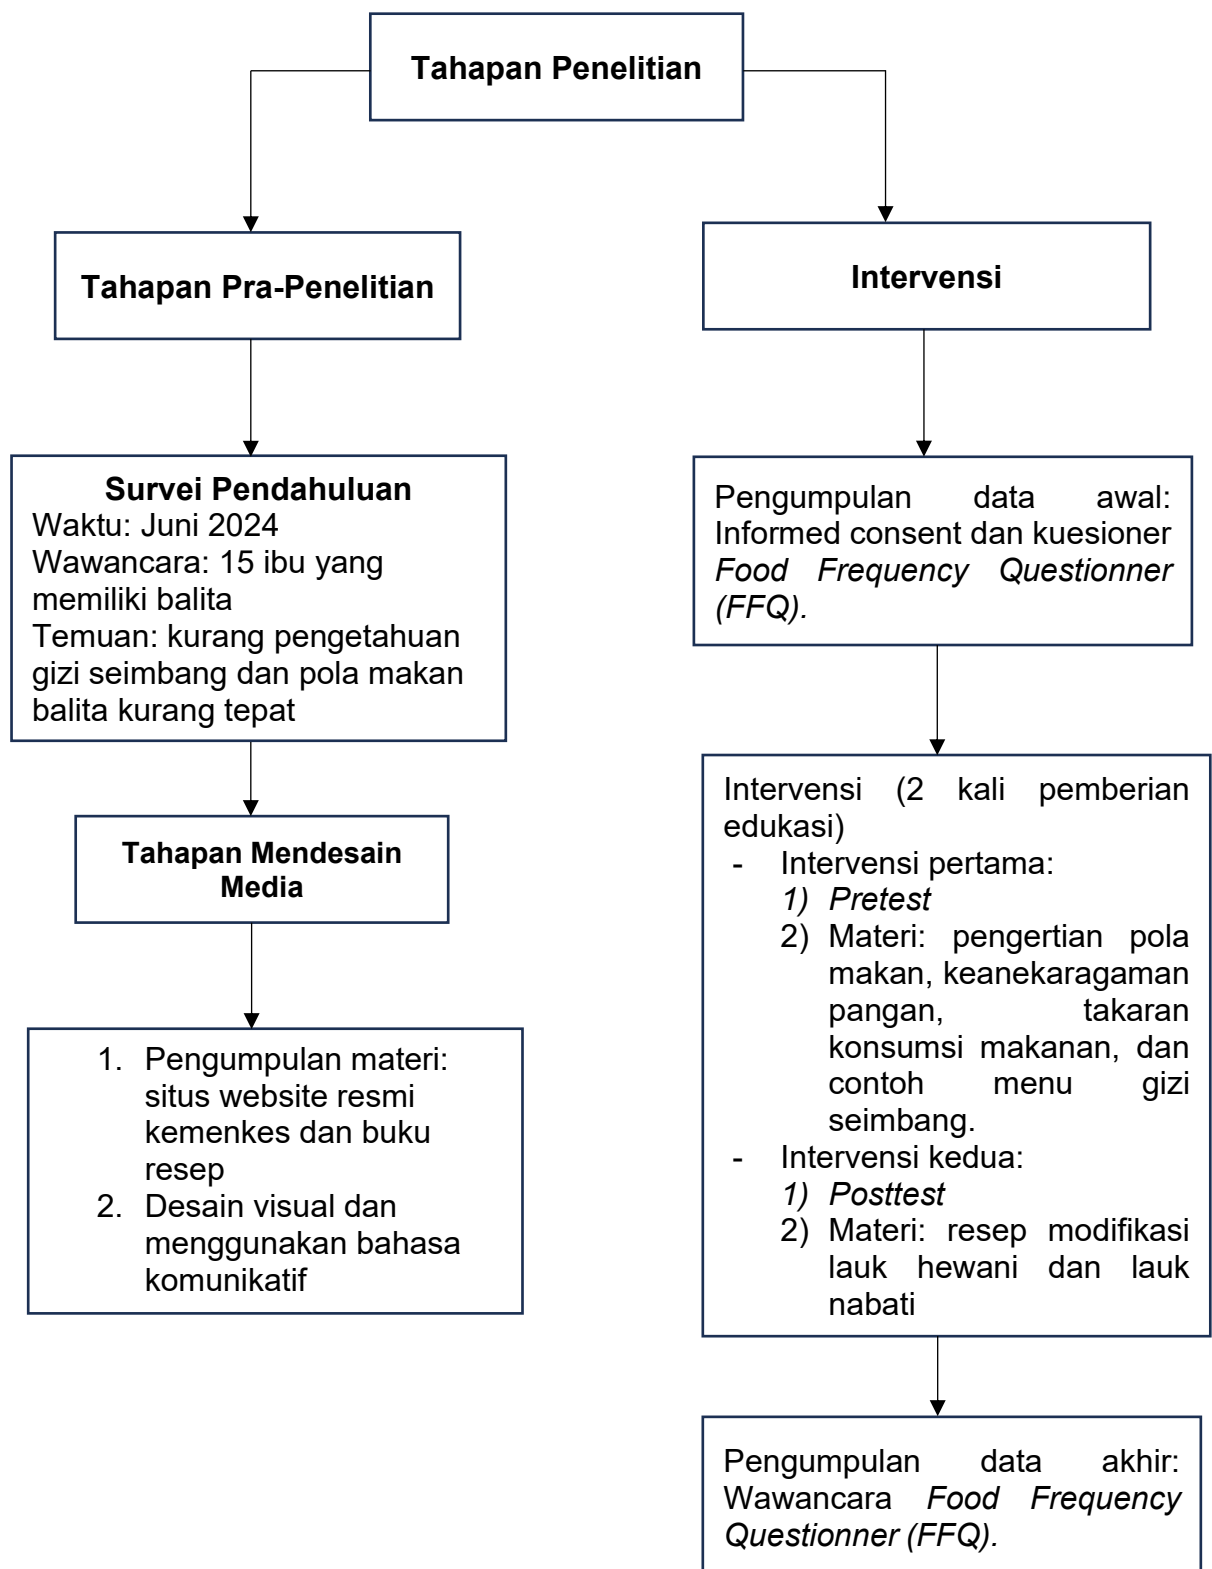 Tahapan Penelitian
Tahapan Pra-Penelitian
Survei Pendahuluan
Waktu: Juni 2024
Wawancara: 15 ibu yang
memiliki balita
Temuan: kurang pengetahuan
gizi seimbang dan pola makan
balita kurang tepat
Tahapan Mendesain
Media
1. Pengumpulan materi:
situs website resmi
kemenkes dan buku
resep
2. Desain visual dan
menggunakan bahasa
komunikatif
Intervensi
Pengumpulan data awal:
Informed consent dan kuesioner
Food Frequency Questionner
(FFQ).
Intervensi (2 kali pemberian
edukasi)
- Intervensi pertama:
1) Pretest
2) Materi: pengertian pola
makan, keanekaragaman
pangan, takaran
konsumsi makanan, dan
contoh menu gizi
seimbang.
- Intervensi kedua:
1) Posttest
2) Materi: resep modifikasi
lauk hewani dan lauk
nabati
Pengumpulan data akhir:
Wawancara Food Frequency
Questionner (FFQ).